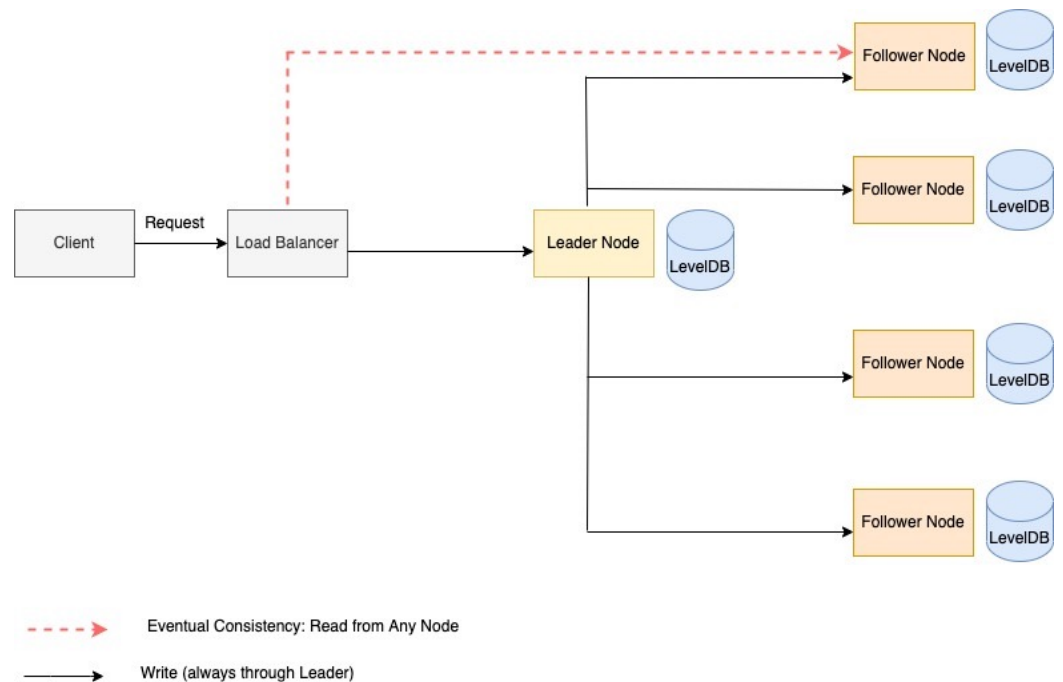 Follower Node
LevelDB
Follower Node
LevelDB
Request
Client
Load Balancer
Leader Node
LevelDB
Follower Node
LevelDB
Follower Node
LevelDB
Eventual Consistency: Read from Any Node
Write (always through Leader)